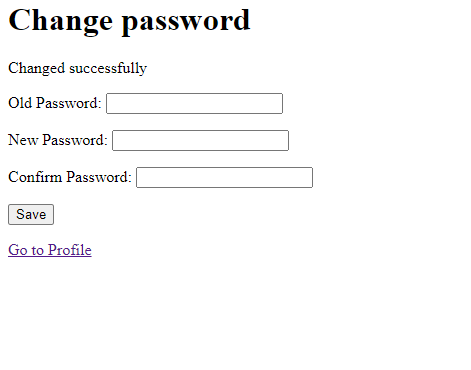 Change password
Changed successfully
Old Password:
New Password:
Confirm Password:
Save
Go to Profile